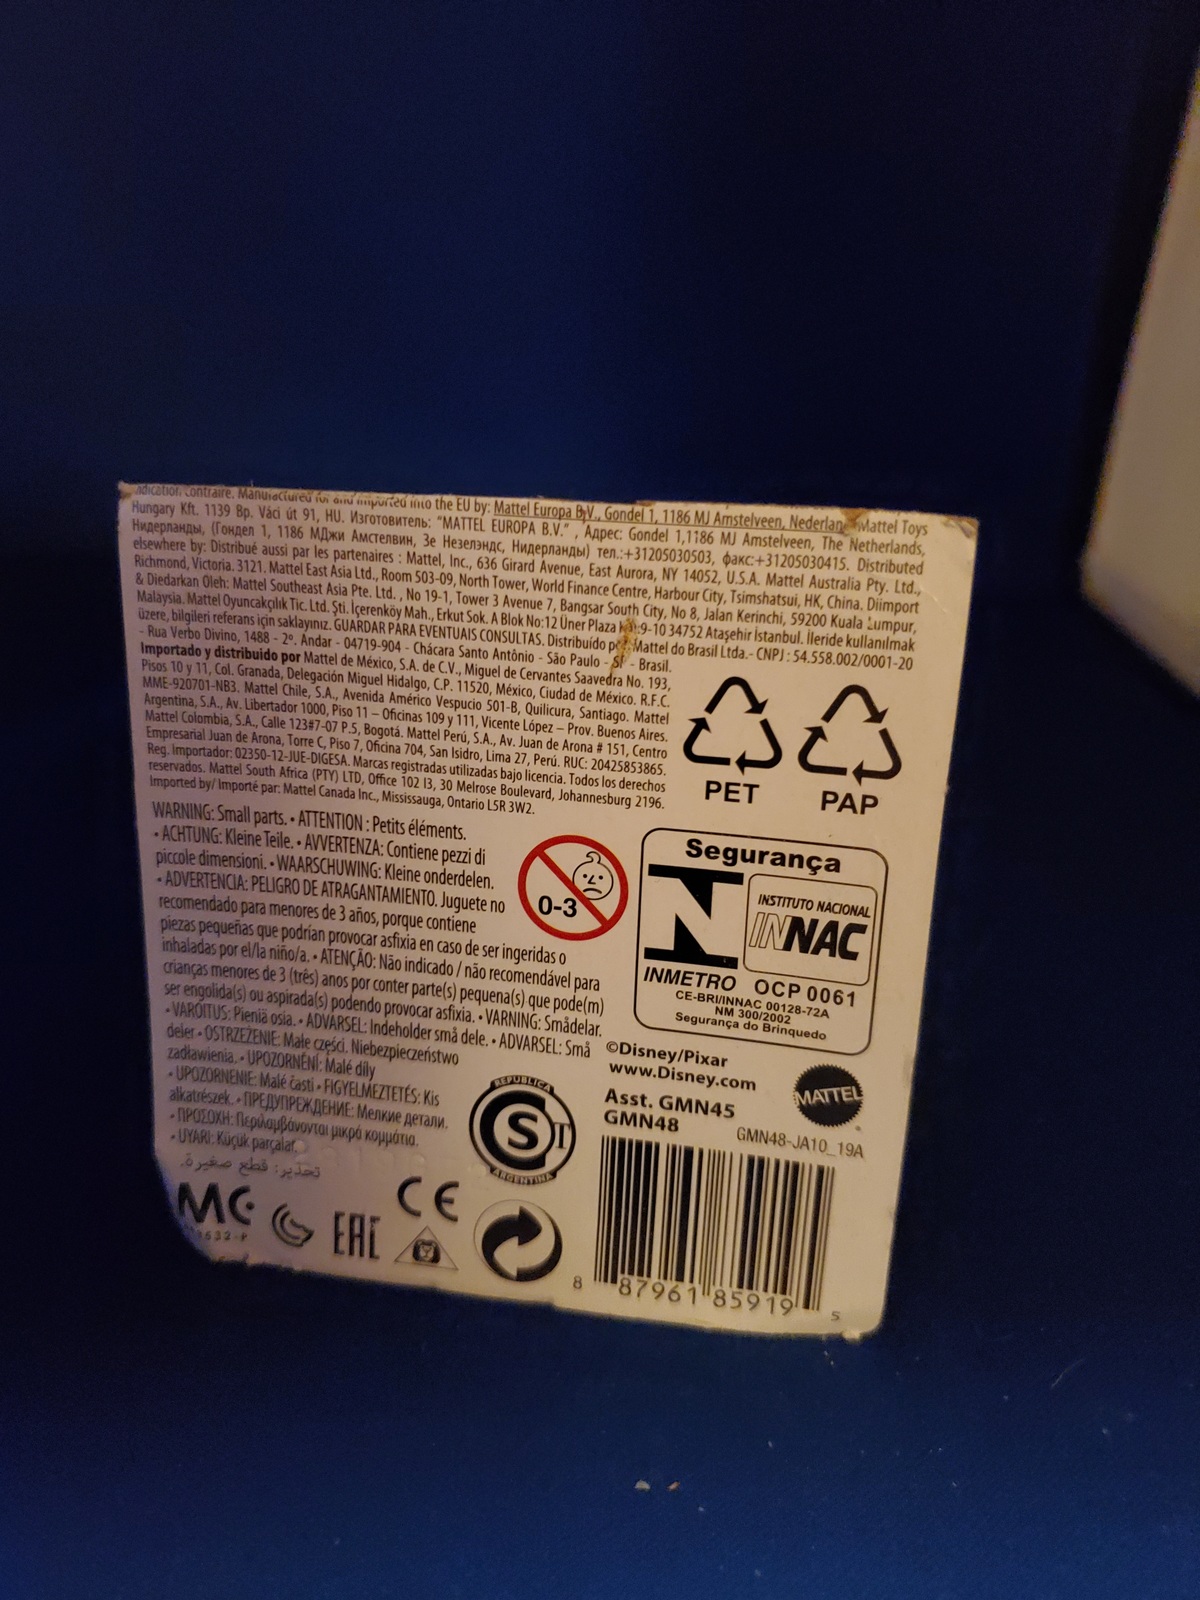 indication contraire. Manufactured for and imported into the EU by: Mattel Europa B.V., Gondel 1, 1186 MJ Amstelveen, Nederland. Mattel Toys
Hungary Kft. 1139 Bp. Váci út 91, HU. Изготовитель: "MATTEL EUROPA B.V." , Адрес: Gondel 1,1186 MJ Amstelveen, The Netherlands,
Нидерланды, (Гондел 1, 1186 МДжи Амстелвин, Зе Незелэндс, Нидерланды) тел.:+31205030503, факс:+31205030415. Distributed
elsewhere by: Distribué aussi par les partenaires : Mattel, Inc., 636 Girard Avenue, East Aurora, NY 14052, U.S.A. Mattel Australia Pty. Ltd.,
Richmond, Victoria. 3121. Mattel East Asia Ltd., Room 503-09, North Tower, World Finance Centre, Harbour City, Tsimshatsui, HK, China. Diimport
& Diedarkan Oleh: Mattel Southeast Asia Pte. Ltd. , No 19-1, Tower 3 Avenue 7, Bangsar South City, No 8, Jalan Kerinchi, 59200 Kuala Lumpur,
Malaysia. Mattel Oyuncakçılık Tic. Ltd. Şti. İçerenköy Mah., Erkut Sok. A Blok No:12 Üner Plaza 34752 Ataşehir İstanbul. İleride kullanılmak
üzere, bilgileri referans için saklayınız. GUARDAR PARA EVENTUAIS CONSULTAS. Distribuído por Mattel do Brasil Ltda.- CNPJ : 54.558.002/0001-20
- Rua Verbo Divino, 1488 - 2º. Andar - 04719-904 - Chácara Santo Antônio - São Paulo - SP - Brasil.
Importado y distribuido por Mattel de México, S.A. de C.V., Miguel de Cervantes Saavedra No. 193,
Pisos 10 y 11, Col. Granada, Delegación Miguel Hidalgo, C.P. 11520, México, Ciudad de México. R.F.C.
MME-920701-NB3. Mattel Chile, S.A., Avenida Américo Vespucio 501-B, Quilicura, Santiago. Mattel
Argentina, S.A., Av. Libertador 1000, Piso 11 – Oficinas 109 y 111, Vicente López – Prov. Buenos Aires.
Mattel Colombia, S.A., Calle 123#7-07 P.5, Bogotá. Mattel Perú, S.A., Av. Juan de Arona # 151, Centro
Empresarial Juan de Arona, Torre C, Piso 7, Oficina 704, San Isidro, Lima 27, Perú. RUC: 20425853865.
Reg. Importador: 02350-12-JUE-DIGESA. Marcas registradas utilizadas bajo licencia. Todos los derechos
reservados. Mattel South Africa (PTY) LTD, Office 102 I3, 30 Melrose Boulevard, Johannesburg 2196.
Imported by/ Importé par: Mattel Canada Inc., Mississauga, Ontario L5R 3W2.
PET
PAP
WARNING: Small parts. • ATTENTION : Petits éléments.
• ACHTUNG: Kleine Teile. • AVVERTENZA: Contiene pezzi di
piccole dimensioni. • WAARSCHUWING: Kleine onderdelen.
• ADVERTENCIA: PELIGRO DE ATRAGANTAMIENTO. Juguete no
recomendado para menores de 3 años, porque contiene
piezas pequeñas que podrían provocar asfixia en caso de ser ingeridas o
inhaladas por el/la niño/a. • ATENÇÃO: Não indicado / não recomendável para
crianças menores de 3 (três) anos por conter parte(s) pequena(s) que pode(m)
ser engolida(s) ou aspirada(s) podendo provocar asfixia. • VARNING: Smådelar.
• VAROITUS: Pieniä osia. • ADVARSEL: Indeholder små dele. • ADVARSEL: Små
deler • OSTRZEŻENIE: Małe części. Niebezpieczeństwo
zadławienia. • UPOZORNĚNÍ: Malé díly
• UPOZORNENIE: Malé časti • FIGYELMEZTETÉS: Kis
alkatrészek. • ПРЕДУПРЕЖДЕНИЕ: Мелкие детали.
• ΠΡΟΣΟΧΗ: Περιλαμβάνονται μικρά κομμάτια.
• UYARI: Küçük parçalar.
تحذير: قطع صغيرة.
0-3
Segurança
INSTITUTO NACIONAL
INNAC
INMETRO OCP 0061
CE-BRI/INNAC 00128-72A
NM 300/2002
Segurança do Brinquedo
©Disney/Pixar
www.Disney.com
MATTEL
Asst. GMN45
GMN48
GMN48-JA10_19A
REPUBLICA
S T
ARGENTINA
MC
CE
EAC
8 87961 85919 5